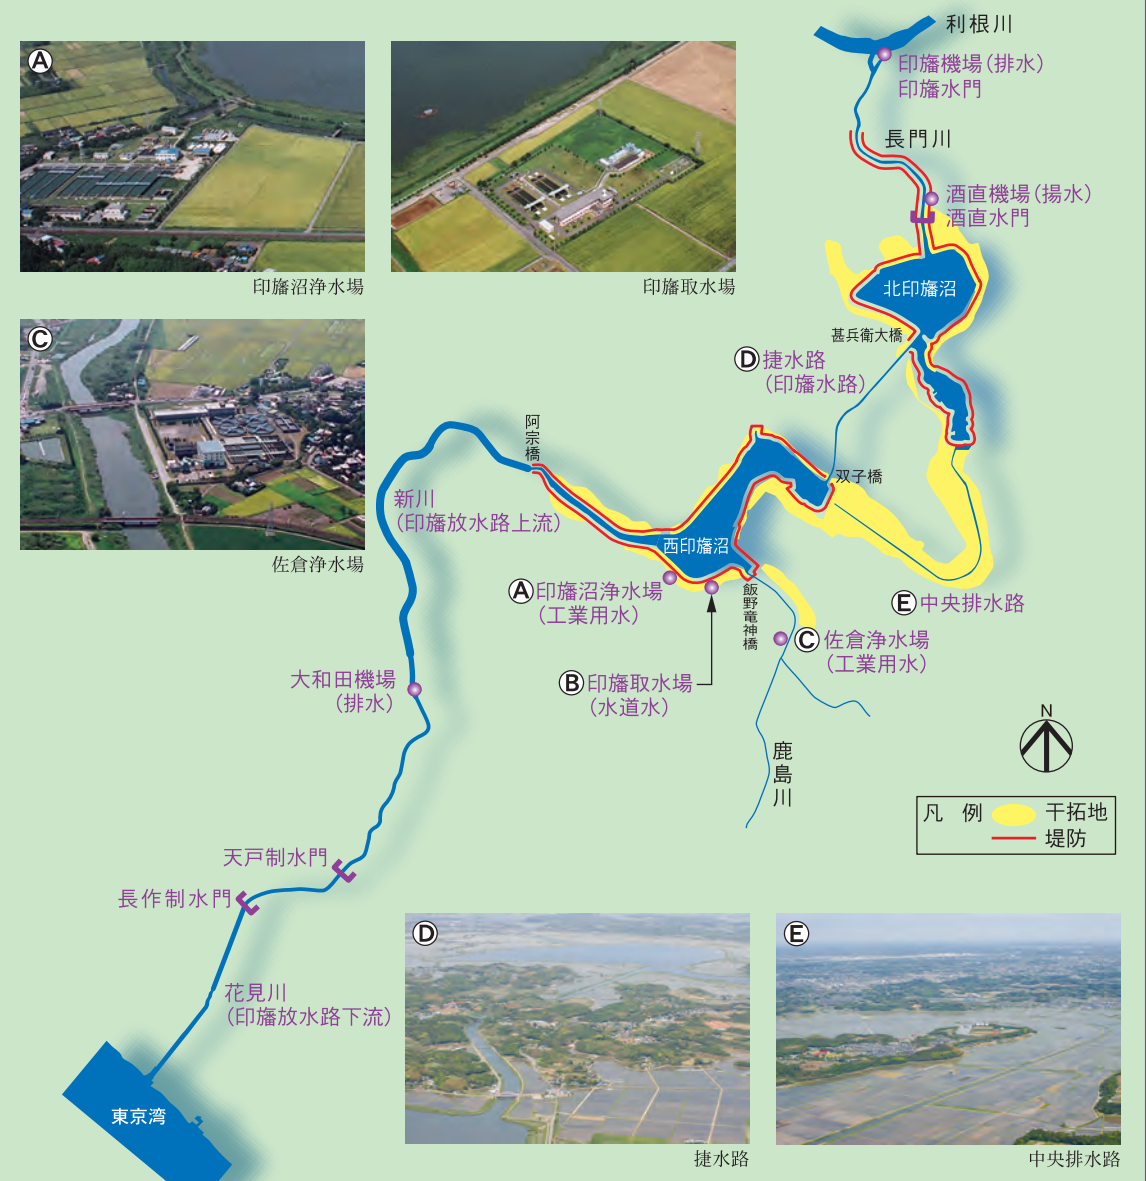 A
印旛沼浄水場
印旛取水場
C
佐倉浄水場
利根川
印旛機場(排水)
印旛水門
長門川
酒直機場(揚水)
酒直水門
北印旛沼
甚兵衛大橋
D捷水路
(印旛水路)
阿宗橋
双子橋
新川
(印旛放水路上流)
西印旛沼
A印旛沼浄水場
(工業用水)
飯野竜神橋
E中央排水路
C佐倉浄水場
(工業用水)
B印旛取水場
(水道水)
大和田機場
(排水)
鹿島川
N
凡 例
干拓地
堤防
天戸制水門
長作制水門
花見川
(印旛放水路下流)
東京湾
D
捷水路
E
中央排水路